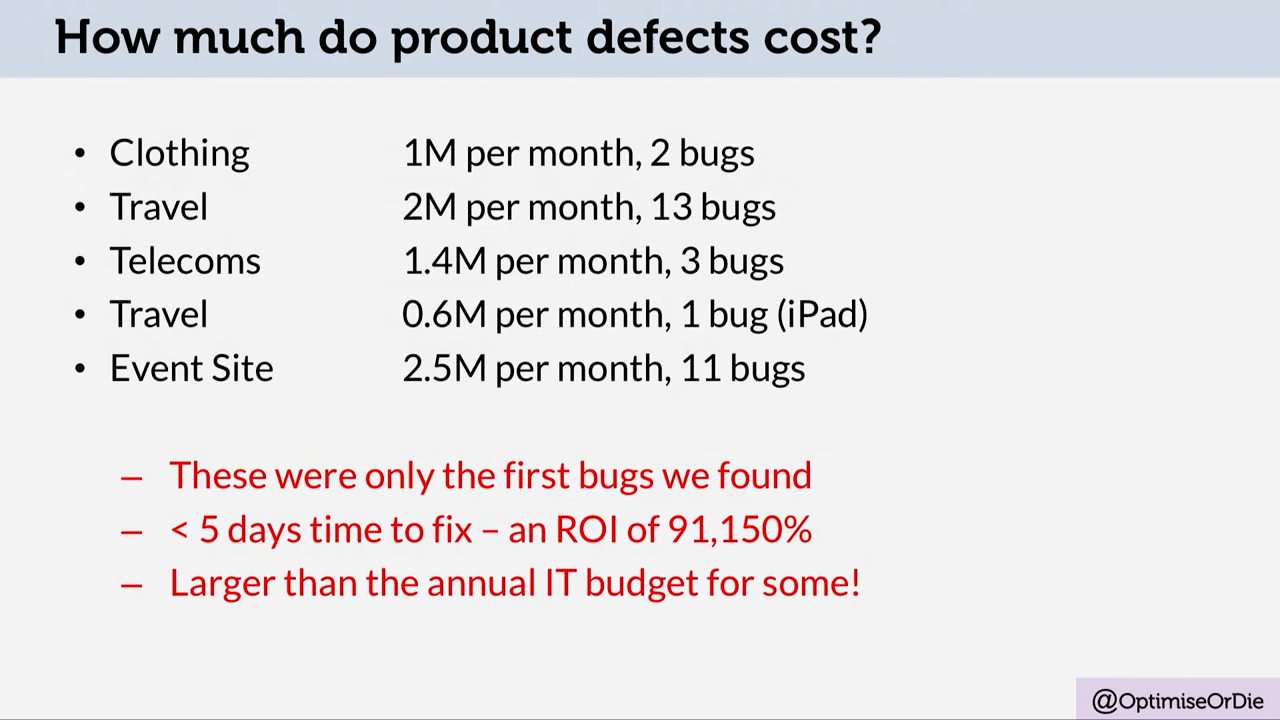 How much do product defects cost?
• Clothing 1M per month, 2 bugs
• Travel 2M per month, 13 bugs
• Telecoms 1.4M per month, 3 bugs
• Travel 0.6M per month, 1 bug (iPad)
• Event Site 2.5M per month, 11 bugs
– These were only the first bugs we found
– < 5 days time to fix – an ROI of 91,150%
– Larger than the annual IT budget for some!
@OptimiseOrDie